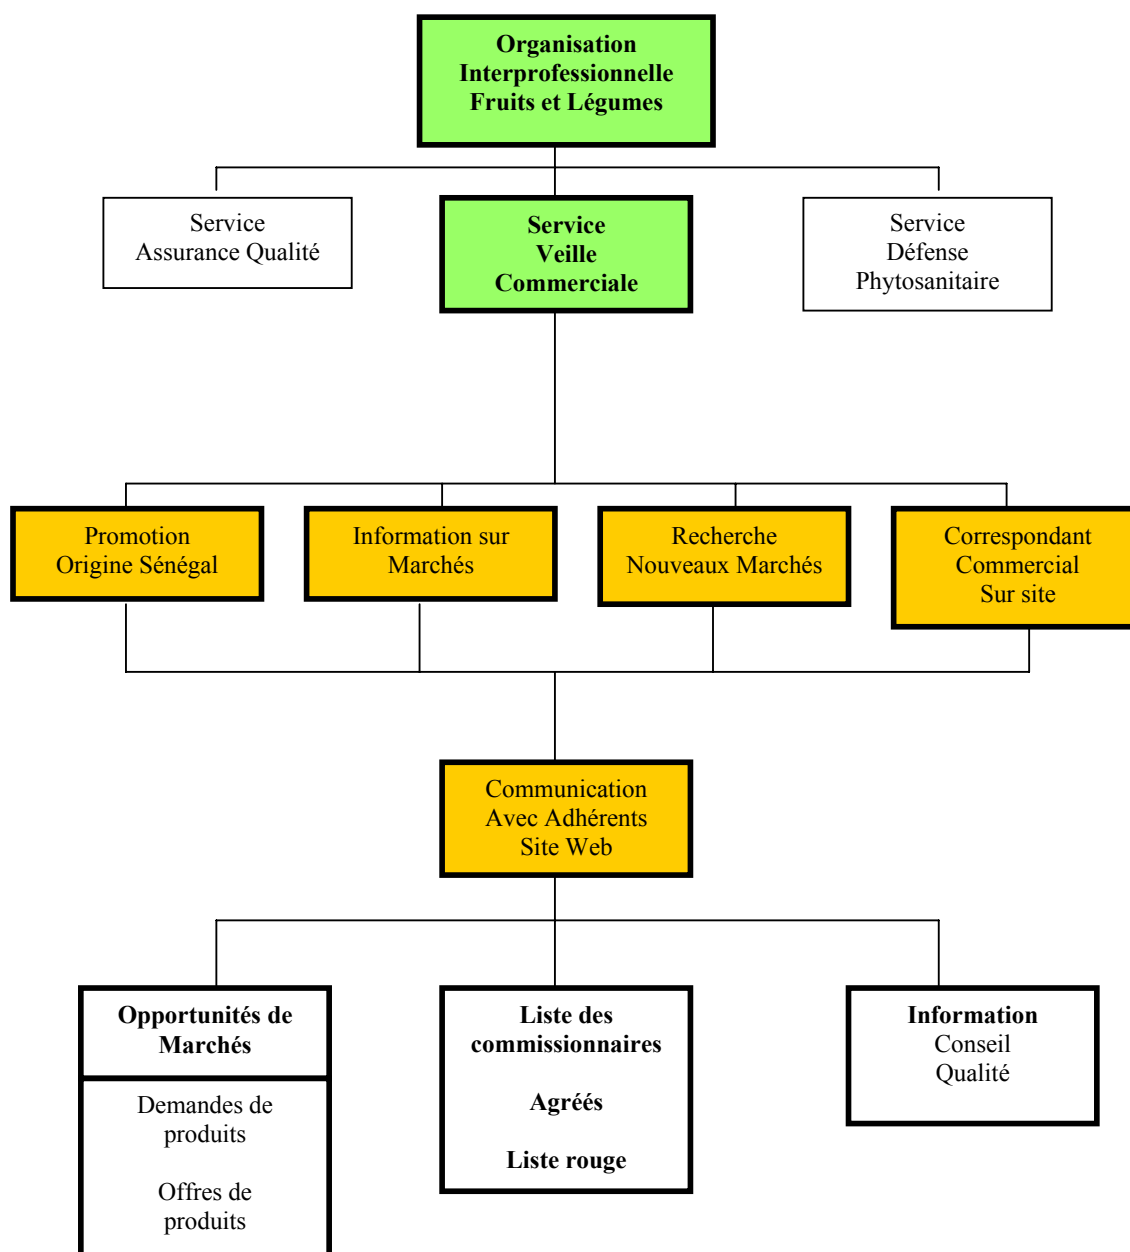 Organisation
Interprofessionnelle
Fruits et Légumes
Service
Assurance Qualité
Service
Veille
Commerciale
Service
Défense
Phytosanitaire
Promotion
Origine Sénégal
Information sur
Marchés
Recherche
Nouveaux Marchés
Correspondant
Commercial
Sur site
Communication
Avec Adhérents
Site Web
Opportunités de
Marchés
Demandes de
produits
Offres de
produits
Liste des
commissionnaires
Agréés
Liste rouge
Information
Conseil
Qualité